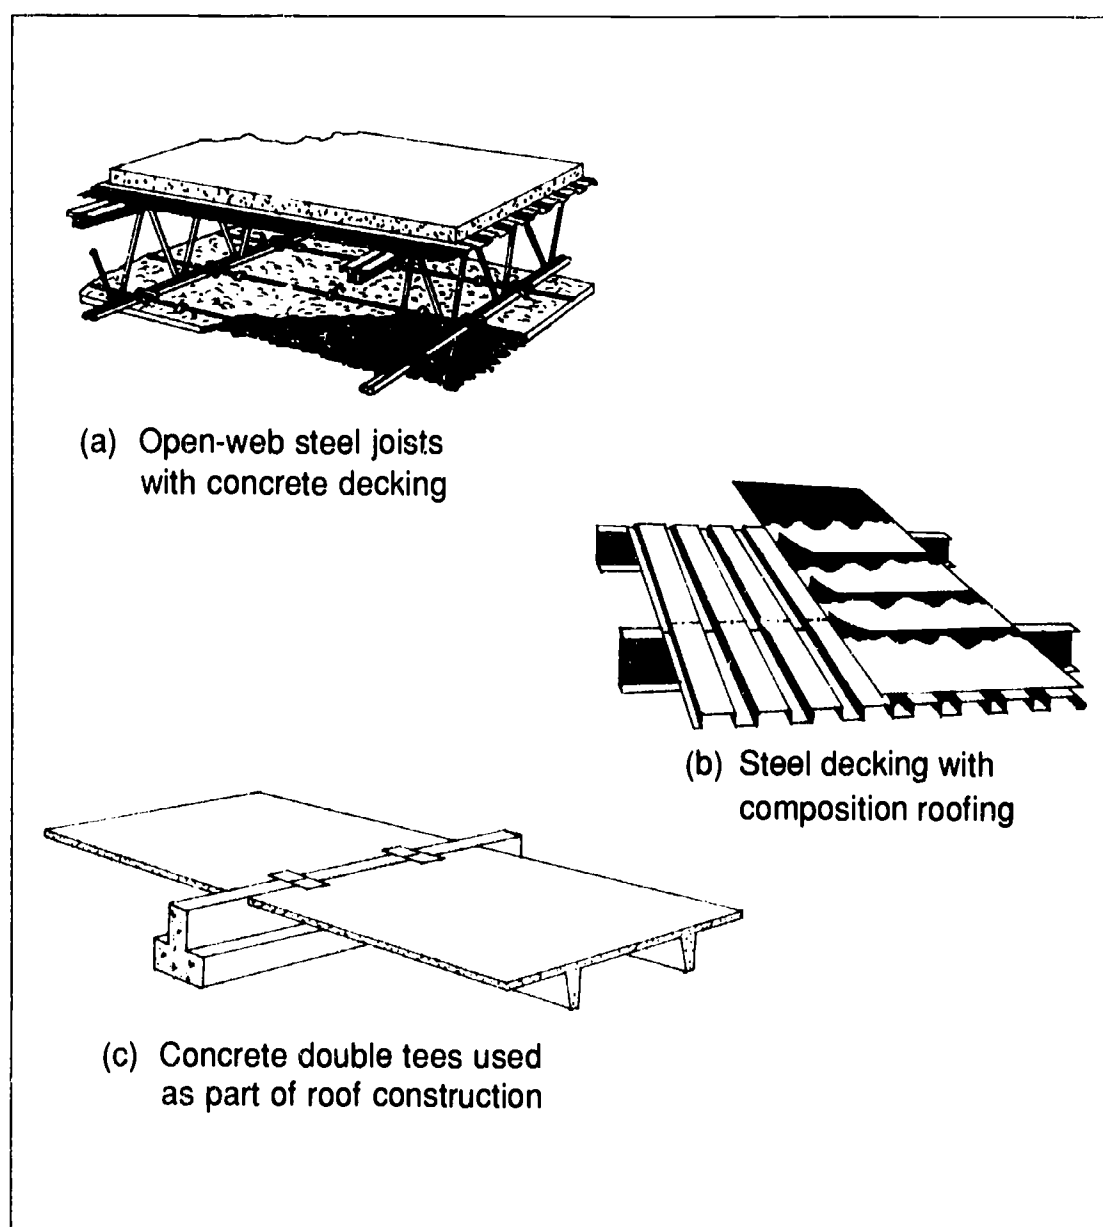 (a) Open-web steel joists
with concrete decking
(b) Steel decking with
composition roofing
(c) Concrete double tees used
as part of roof construction